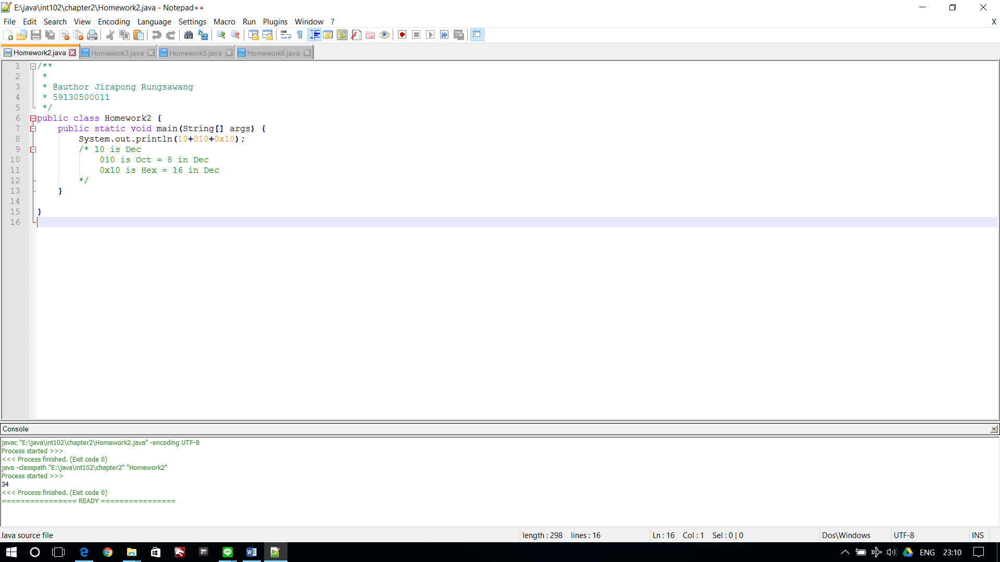 E:\java\int102\chapter2\Homework2.java - Notepad++
File Edit Search View Encoding Language Settings Macro Run Plugins Window ? X
Homework2.java Homework3.java Homework5.java Homework6.java
1 /**
2 *
3 * @author Jirapong Rungsawang
4 * 59130500011
5 */
6 public class Homework2 {
7 public static void main(String[] args) {
8 System.out.println(10+010+0x10);
9 /* 10 is Dec
10 010 is Oct = 8 in Dec
11 0x10 is Hex = 16 in Dec
12 */
13 }
14
15 }
16
Console
javac "E:\java\int102\chapter2\Homework2.java" -encoding UTF-8
Process started >>>
<<< Process finished. (Exit code 0)
java -classpath "E:\java\int102\chapter2" "Homework2"
Process started >>>
34
<<< Process finished. (Exit code 0)
================ READY ================
Java source file length : 298 lines : 16 Ln : 16 Col : 1 Sel : 0 | 0 Dos\Windows UTF-8 INS
ENG 23:10